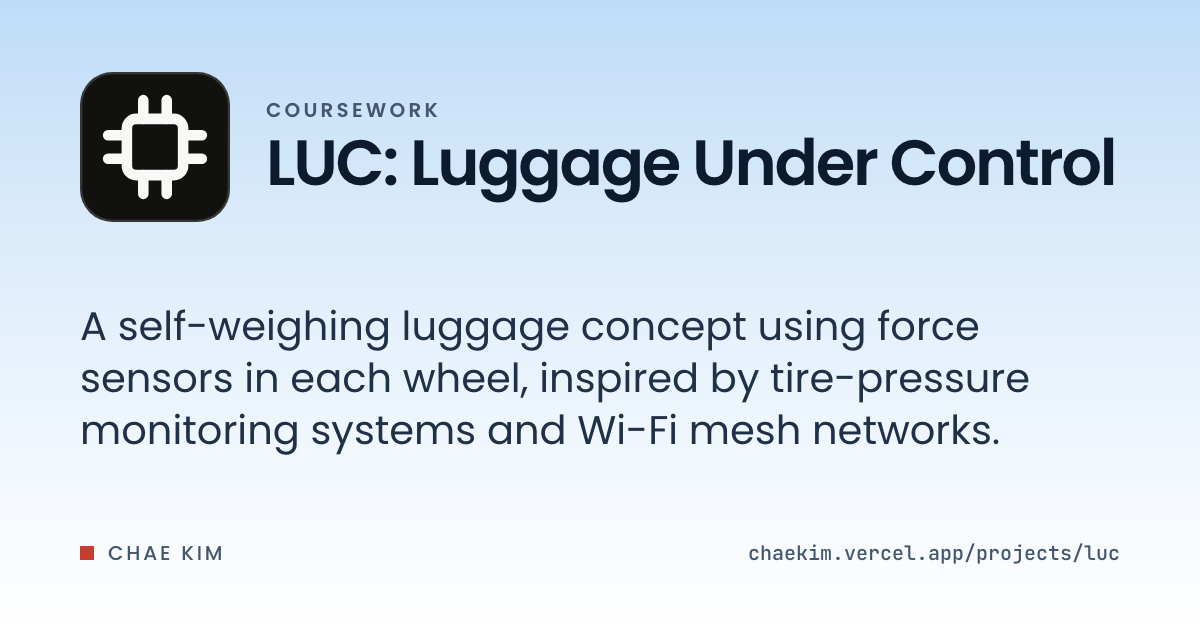 COURSEWORK
LUC: Luggage Under Control
A self-weighing luggage concept using force
sensors in each wheel, inspired by tire-pressure
monitoring systems and Wi-Fi mesh networks.
CHAE KIM
chaekim.vercel.app/projects/luc